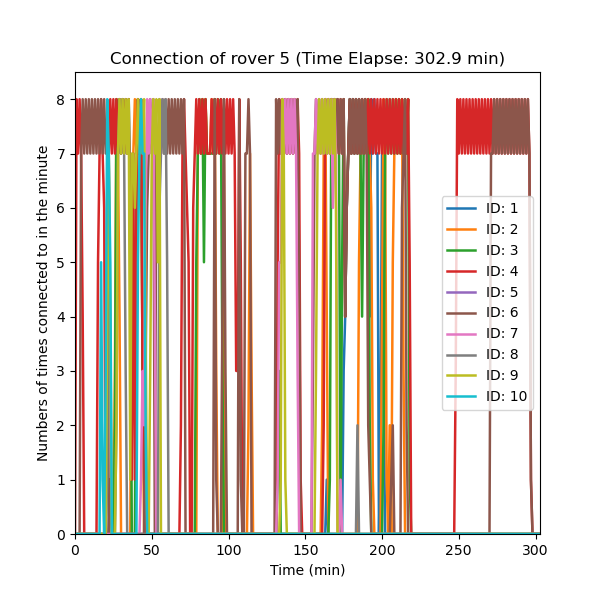 Connection of rover 5 (Time Elapse: 302.9 min)
Numbers of times connected to in the minute
8
7
6
5
4
3
2
1
0
ID: 1
ID: 2
ID: 3
ID: 4
ID: 5
ID: 6
ID: 7
ID: 8
ID: 9
ID: 10
0 50 100 150 200 250 300
Time (min)